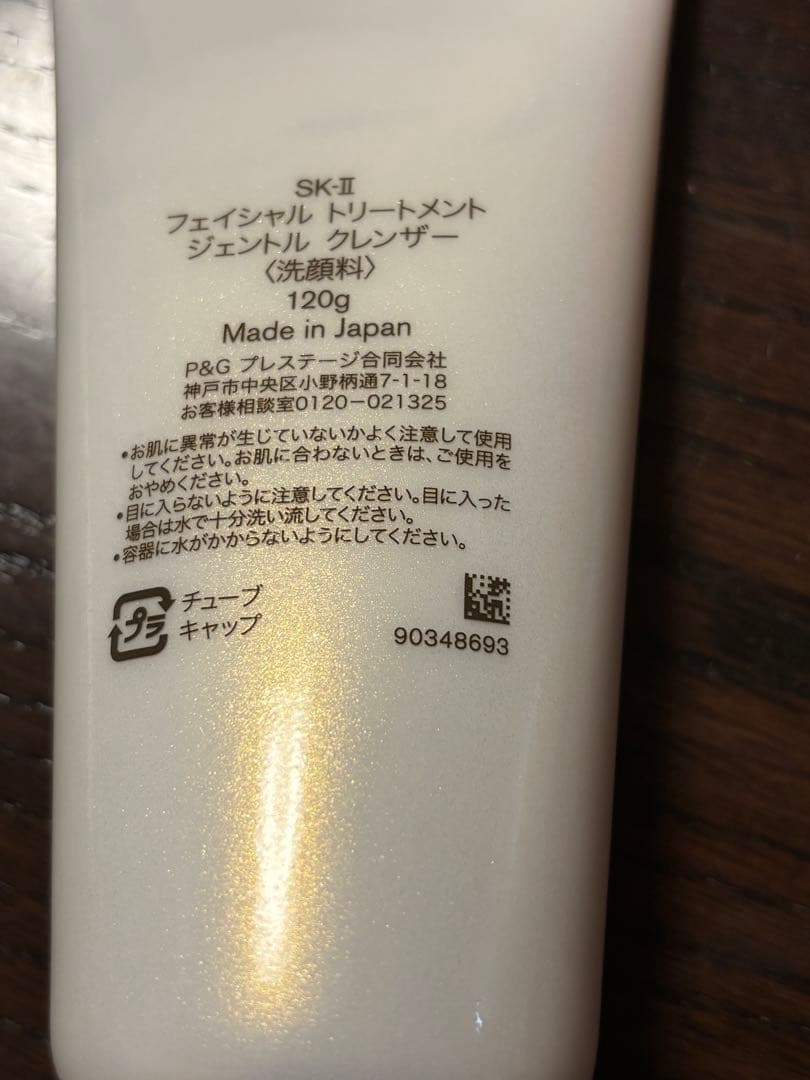 SK-II
フェイシャル トリートメント
ジェントル クレンザー
〈洗顔料〉
120g
Made in Japan
P&G プレステージ合同会社
神戸市中央区小野柄通7-1-18
お客様相談室0120-021325
•お肌に異常が生じていないかよく注意して使用
してください。お肌に合わないときは、ご使用を
おやめください。
•目に入らないように注意してください。目に入った
場合は水で十分洗い流してください。
•容器に水がかからないようにしてください。
プラ
チューブ
キャップ
90348693